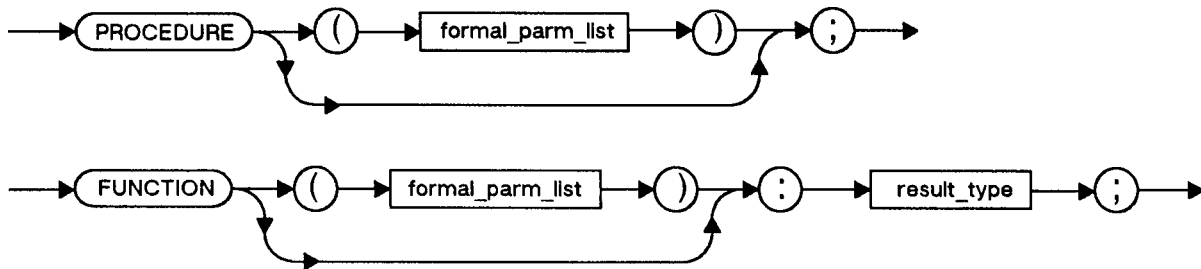 PROCEDURE ( formal_parm_list ) ;
FUNCTION ( formal_parm_list ) : result_type ;